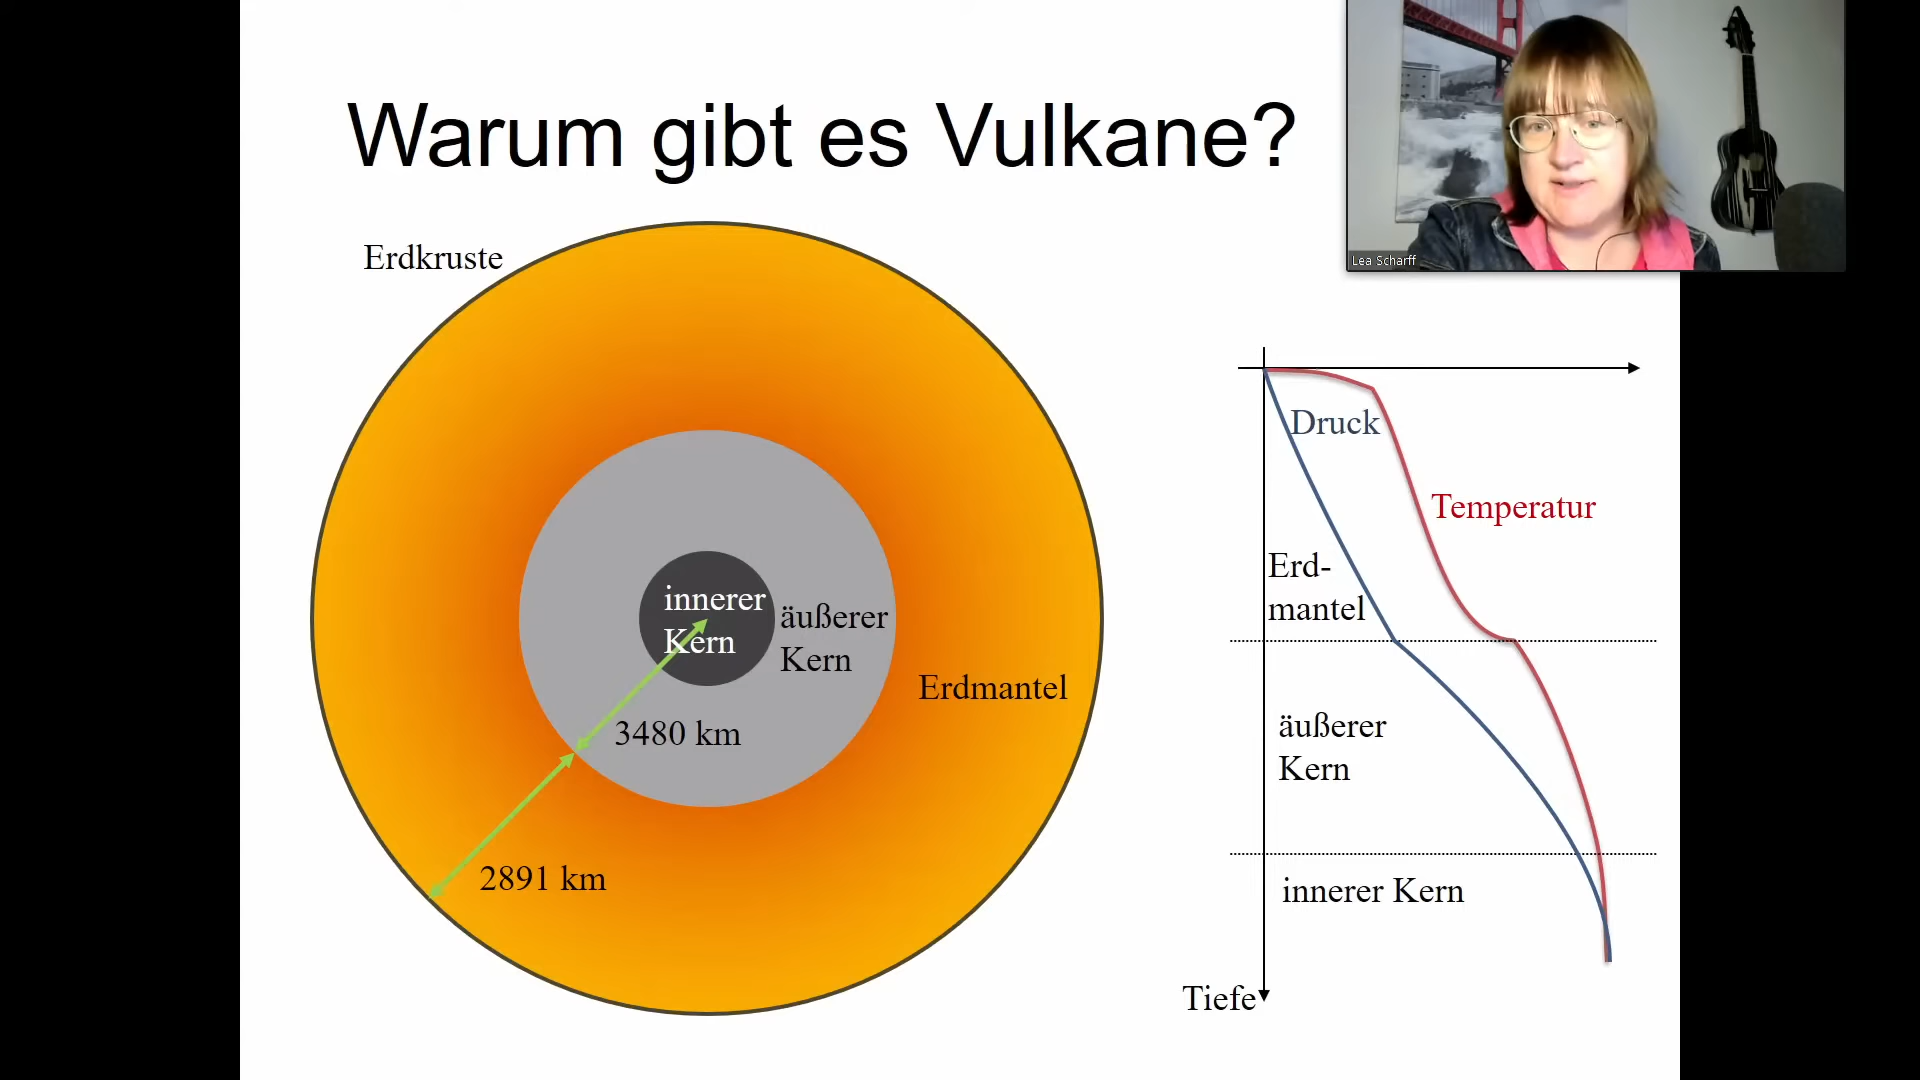 Warum gibt es Vulkane?
Lea Scharff
Erdkruste
innerer
Kern
äußerer
Kern
Erdmantel
3480 km
2891 km
Druck
Temperatur
Erd-
mantel
äußerer
Kern
innerer Kern
Tiefe